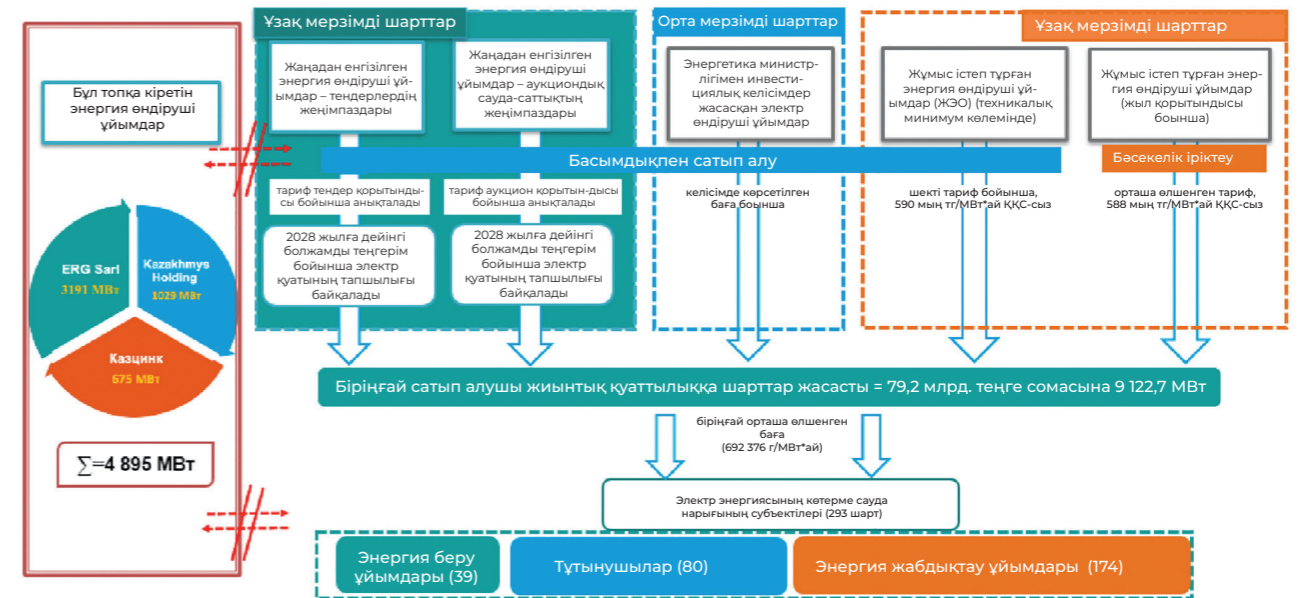 Бұл топқа кіретін
энергия өндіруші
ұйымдар
ERG Sarl
3191 МВт
Kazakhmys
Holding
1029 МВт
Казцинк
675 МВт
∑=4 895 МВт
Ұзақ мерзімді шарттар
Жаңадан енгізілген
энергия өндіруші ұй-
ымдар – тендерлердің
жеңімпаздары
Жаңадан енгізілген
энергия өндіруші
ұйымдар – аукциондық
сауда-саттықтың
жеңімпаздары
Орта мерзімді шарттар
Энергетика министр-
лігімен инвести-
циялық келісімдер
жасасқан электр
өндіруші ұйымдар
Ұзақ мерзімді шарттар
Жұмыс істеп тұрған
энергия өндіруші ұй-
ымдар (ЖЭО) (техникалық
минимум көлемінде)
Жұмыс істеп тұрған энер-
гия өндіруші ұйымдар
(жыл қорытындысы
боынша)
Басымдықпен сатып алу
Бәсекелік іріктеу
тариф тендер қорытынды-
сы бойынша анықталады
тариф аукцион қорытын-дысы
бойынша анықталады
келісімде көрсетілген
баға боынша
шекті тариф бойынша,
590 мың тг/МВт*ай ҚҚС-сыз
орташа өлшенген тариф,
588 мың тг/МВт*ай ҚҚС-сыз
2028 жылға дейінгі
болжамды теңгерім
бойынша электр
қуатының тапшылығы
байқалады
2028 жылға дейінгі
болжамды теңгерім
бойынша электр
қуатының тапшылығы
байқалады
Біріңғай сатып алушы жиынтық қуаттылыққа шарттар жасасты = 79,2 млрд. теңге сомасына 9 122,7 МВт
біріңғай орташа өлшенген
баға
(692 376 г/МВт*ай)
Электр энергиясының көтерме сауда
нарығының субъектілері (293 шарт)
Энергия беру
ұйымдары (39)
Тұтынушылар (80)
Энергия жабдықтау ұйымдары (174)